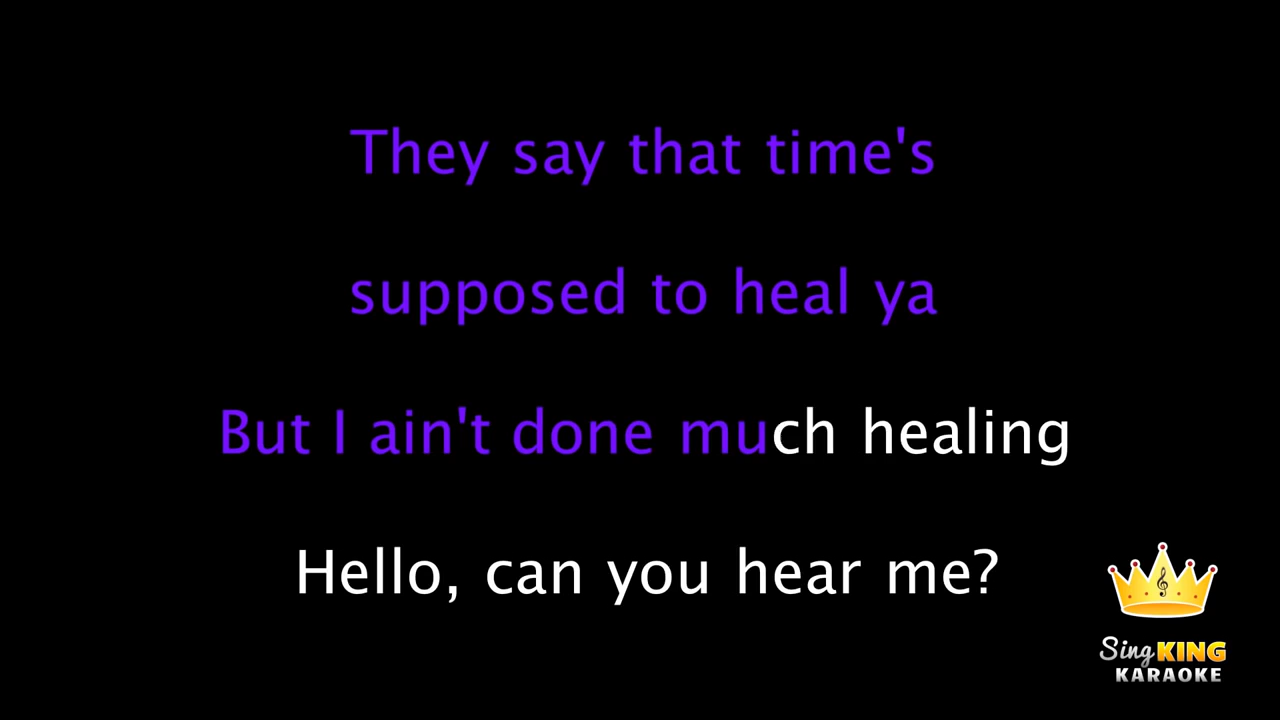 They say that time's
supposed to heal ya
But I ain't done much healing
Hello, can you hear me?
Sing KING
KARAOKE